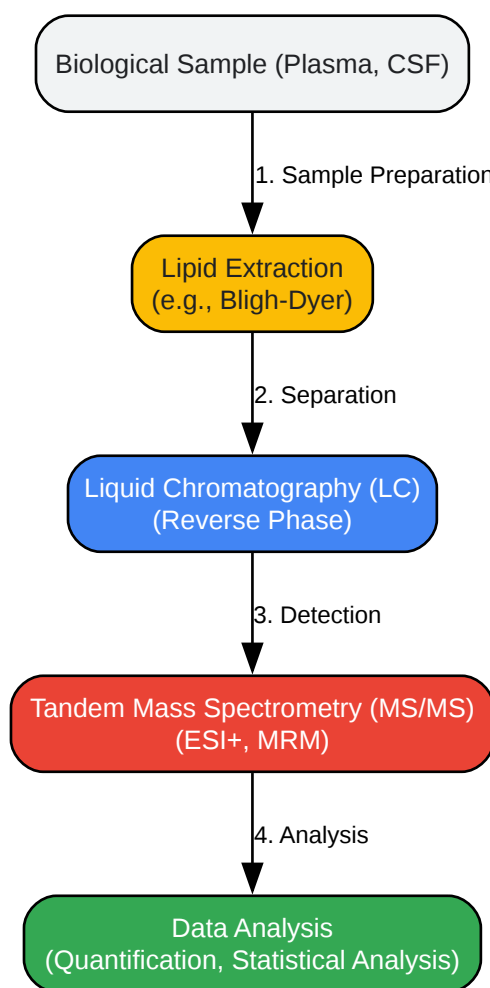 Biological Sample (Plasma, CSF)
1. Sample Preparation
Lipid Extraction
(e.g., Bligh-Dyer)
2. Separation
Liquid Chromatography (LC)
(Reverse Phase)
3. Detection
Tandem Mass Spectrometry (MS/MS)
(ESI+, MRM)
4. Analysis
Data Analysis
(Quantification, Statistical Analysis)